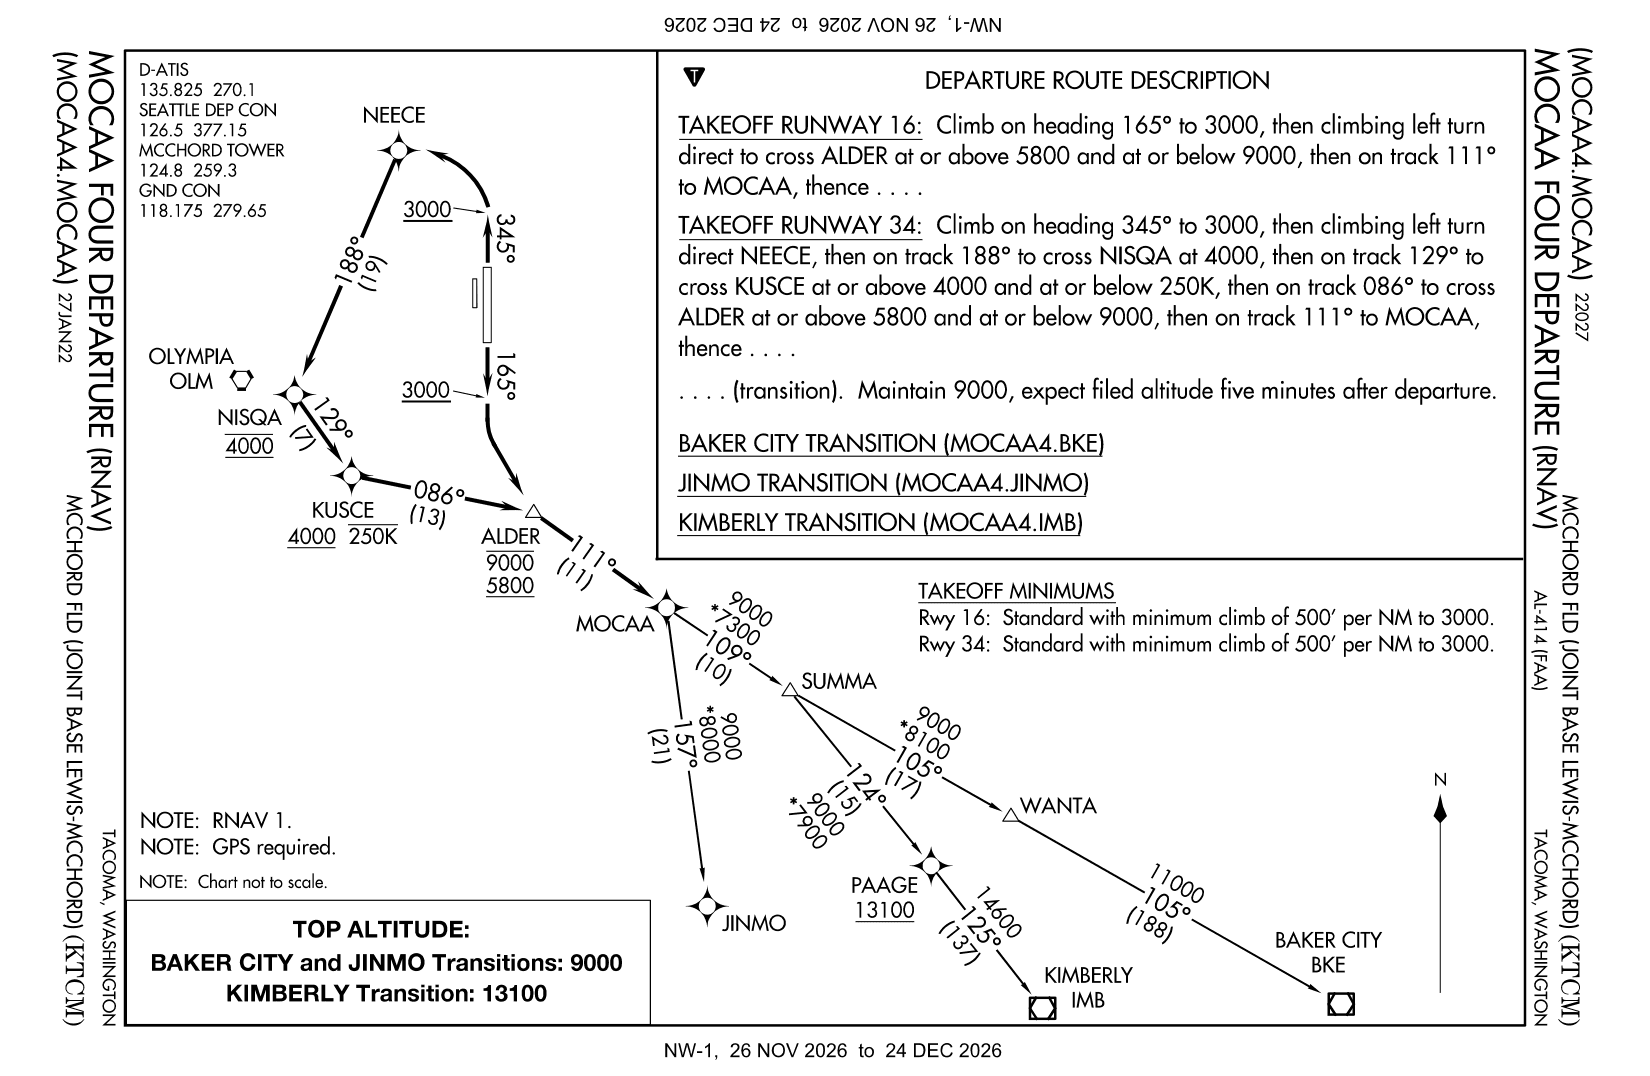 NW-1, 26 NOV 2026 to 24 DEC 2026
(MOCAA4.MOCAA) 27JAN22
MOCAA FOUR DEPARTURE (RNAV)
MCCHORD FLD (JOINT BASE LEWIS-MCCHORD) (KTCM)
TACOMA, WASHINGTON
D-ATIS
135.825 270.1
SEATTLE DEP CON
126.5 377.15
MCCHORD TOWER
124.8 259.3
GND CON
118.175 279.65
NEECE
3000
345°
188°
(19)
165°
3000
OLYMPIA
OLM
NISQA
4000
129°
(7)
KUSCE
4000 250K
086°
(13)
ALDER
9000
5800
111°
(11)
MOCAA
9000
*7300
109°
(10)
SUMMA
9000
*8000
157°
(21)
JINMO
9000
*8100
105°
(17)
WANTA
124°
(15)
9000
*7900
PAAGE
13100
14600
125°
(137)
KIMBERLY
IMB
11000
105°
(188)
BAKER CITY
BKE
N
T
DEPARTURE ROUTE DESCRIPTION
TAKEOFF RUNWAY 16: Climb on heading 165° to 3000, then climbing left turn
direct to cross ALDER at or above 5800 and at or below 9000, then on track 111°
to MOCAA, thence . . . .
TAKEOFF RUNWAY 34: Climb on heading 345° to 3000, then climbing left turn
direct NEECE, then on track 188° to cross NISQA at 4000, then on track 129° to
cross KUSCE at or above 4000 and at or below 250K, then on track 086° to cross
ALDER at or above 5800 and at or below 9000, then on track 111° to MOCAA,
thence . . . .
. . . . (transition). Maintain 9000, expect filed altitude five minutes after departure.
BAKER CITY TRANSITION (MOCAA4.BKE)
JINMO TRANSITION (MOCAA4.JINMO)
KIMBERLY TRANSITION (MOCAA4.IMB)
TAKEOFF MINIMUMS
Rwy 16: Standard with minimum climb of 500' per NM to 3000.
Rwy 34: Standard with minimum climb of 500' per NM to 3000.
NOTE: RNAV 1.
NOTE: GPS required.
NOTE: Chart not to scale.
TOP ALTITUDE:
BAKER CITY and JINMO Transitions: 9000
KIMBERLY Transition: 13100
(MOCAA4.MOCAA) 22027
MOCAA FOUR DEPARTURE (RNAV)
AL-414 (FAA)
MCCHORD FLD (JOINT BASE LEWIS-MCCHORD) (KTCM)
TACOMA, WASHINGTON
NW-1, 26 NOV 2026 to 24 DEC 2026